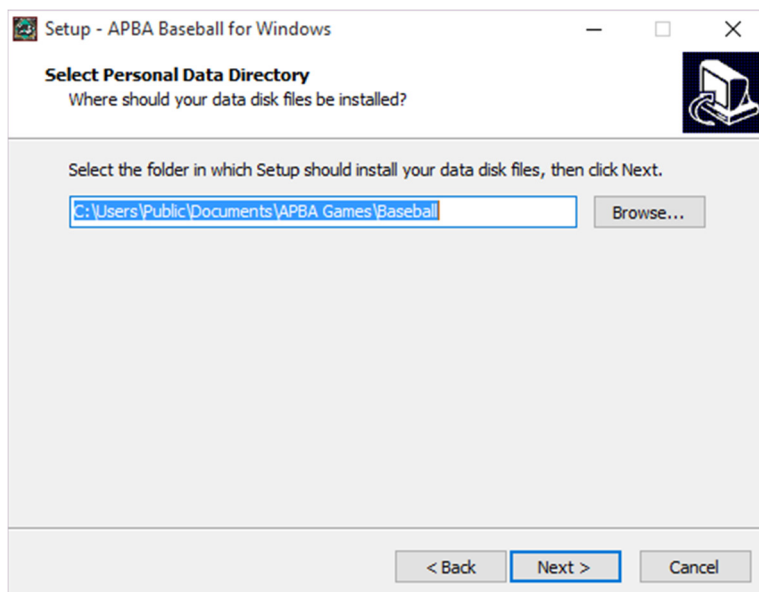 Setup - APBA Baseball for Windows
Select Personal Data Directory
Where should your data disk files be installed?
Select the folder in which Setup should install your data disk files, then click Next.
C:\Users\Public\Documents\APBA Games\Baseball
Browse...
< Back
Next >
Cancel